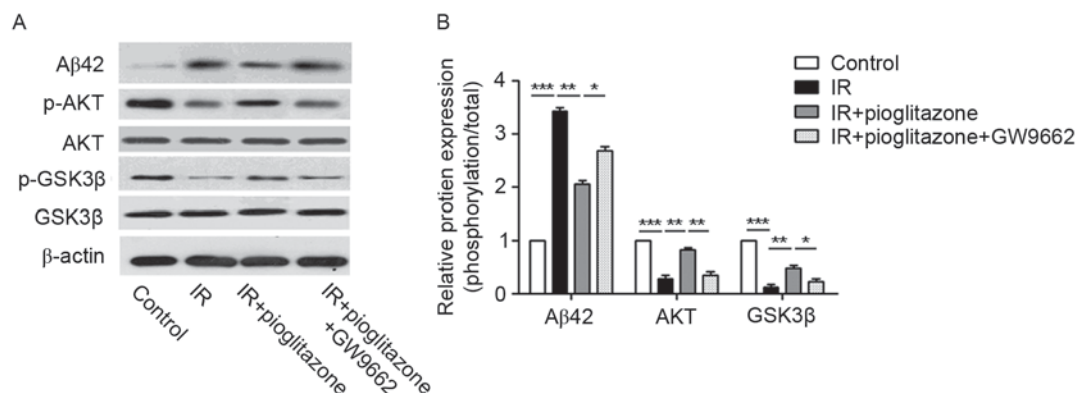 A
Aβ42
p-AKT
AKT
p-GSK3β
GSK3β
β-actin
Control
IR
IR+pioglitazone
IR+pioglitazone
+GW9662
B
Relative protien expression
(phosphorylation/total)
4
3
2
1
0
*** ** *
*** ** **
*** ** *
Aβ42 AKT GSK3β
Control
IR
IR+pioglitazone
IR+pioglitazone+GW9662